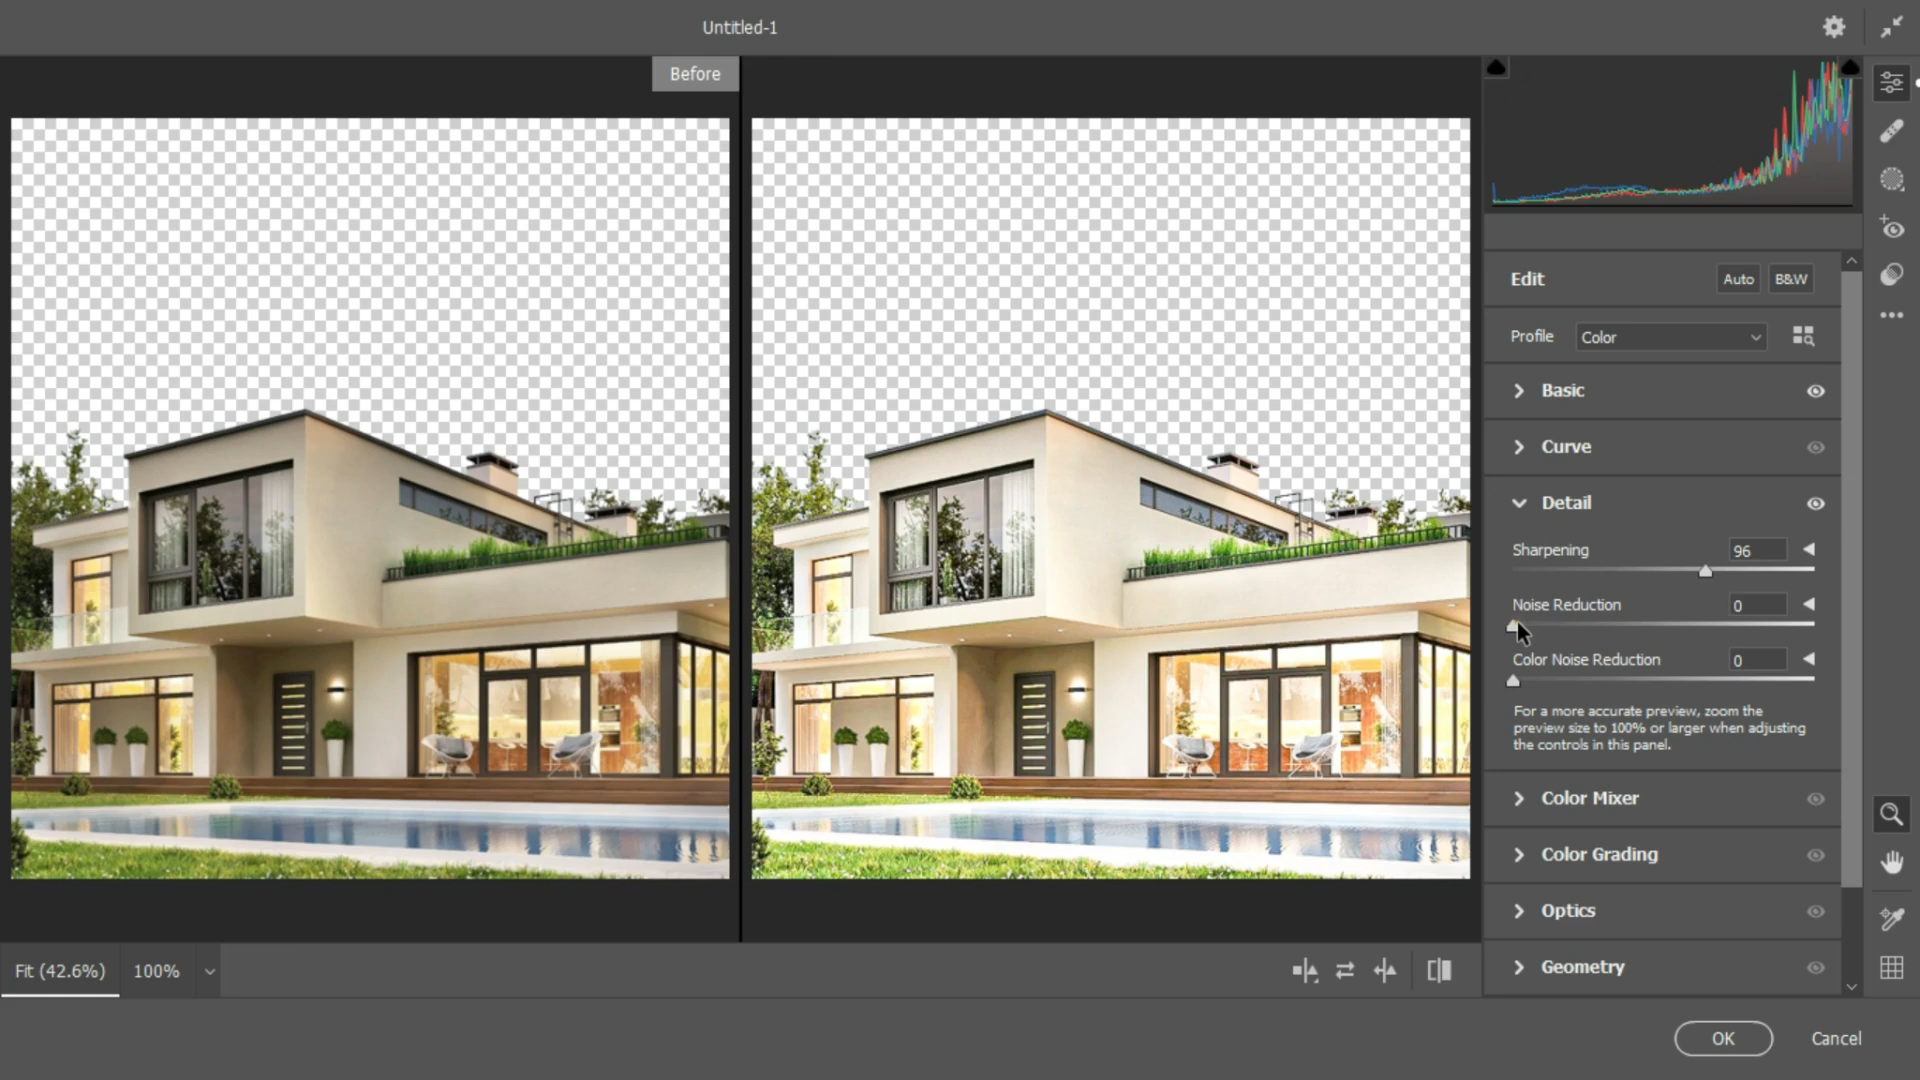 Untitled-1
Before
Edit
Auto
B&W
Profile
Color
Basic
Curve
Detail
Sharpening
96
Noise Reduction
0
Color Noise Reduction
0
For a more accurate preview, zoom the
preview size to 100% or larger when adjusting
the controls in this panel.
Color Mixer
Color Grading
Optics
Geometry
Fit (42.6%)
100%
OK
Cancel